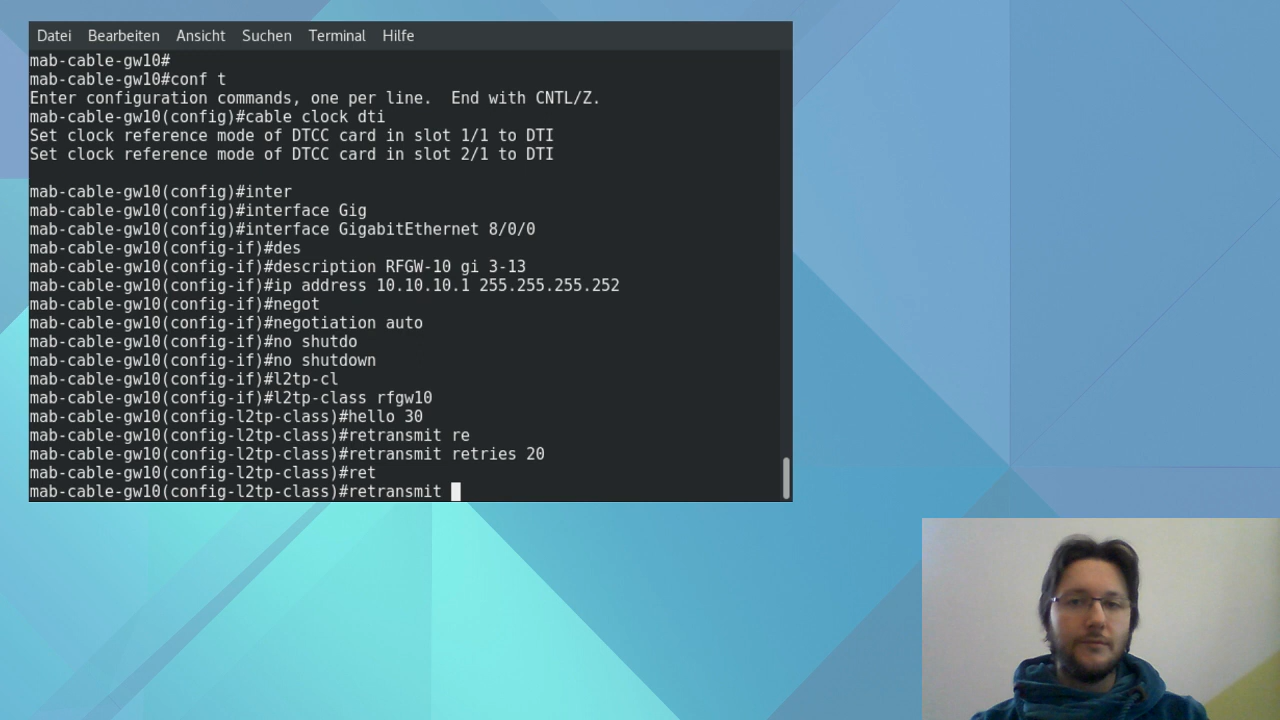 Datei Bearbeiten Ansicht Suchen Terminal Hilfe
mab-cable-gw10#
mab-cable-gw10#conf t
Enter configuration commands, one per line.  End with CNTL/Z.
mab-cable-gw10(config)#cable clock dti
Set clock reference mode of DTCC card in slot 1/1 to DTI
Set clock reference mode of DTCC card in slot 2/1 to DTI
mab-cable-gw10(config)#inter
mab-cable-gw10(config)#interface Gig
mab-cable-gw10(config)#interface GigabitEthernet 8/0/0
mab-cable-gw10(config-if)#des
mab-cable-gw10(config-if)#description RFGW-10 gi 3-13
mab-cable-gw10(config-if)#ip address 10.10.10.1 255.255.255.252
mab-cable-gw10(config-if)#negot
mab-cable-gw10(config-if)#negotiation auto
mab-cable-gw10(config-if)#no shutdo
mab-cable-gw10(config-if)#no shutdown
mab-cable-gw10(config-if)#l2tp-cl
mab-cable-gw10(config-if)#l2tp-class rfgw10
mab-cable-gw10(config-l2tp-class)#hello 30
mab-cable-gw10(config-l2tp-class)#retransmit re
mab-cable-gw10(config-l2tp-class)#retransmit retries 20
mab-cable-gw10(config-l2tp-class)#ret
mab-cable-gw10(config-l2tp-class)#retransmit